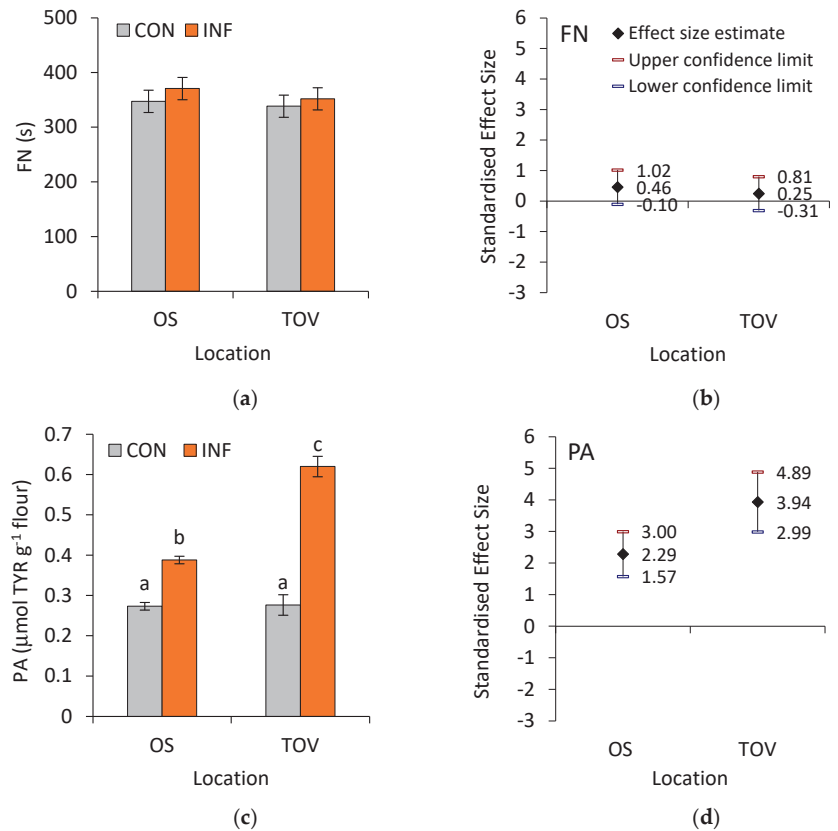 500
400
300
200
100
0
FN (s)
CON
INF
OS
TOV
Location
(a)
6
5
4
3
2
1
0
-1
-2
-3
Standardised Effect Size
FN
Effect size estimate
Upper confidence limit
Lower confidence limit
1.02
0.46
-0.10
0.81
0.25
-0.31
OS
TOV
Location
(b)
0.7
0.6
0.5
0.4
0.3
0.2
0.1
0
PA (µmol TYR g⁻¹ flour)
CON
INF
a
b
a
c
OS
TOV
Location
(c)
6
5
4
3
2
1
0
-1
-2
-3
Standardised Effect Size
PA
3.00
2.29
1.57
4.89
3.94
2.99
OS
TOV
Location
(d)